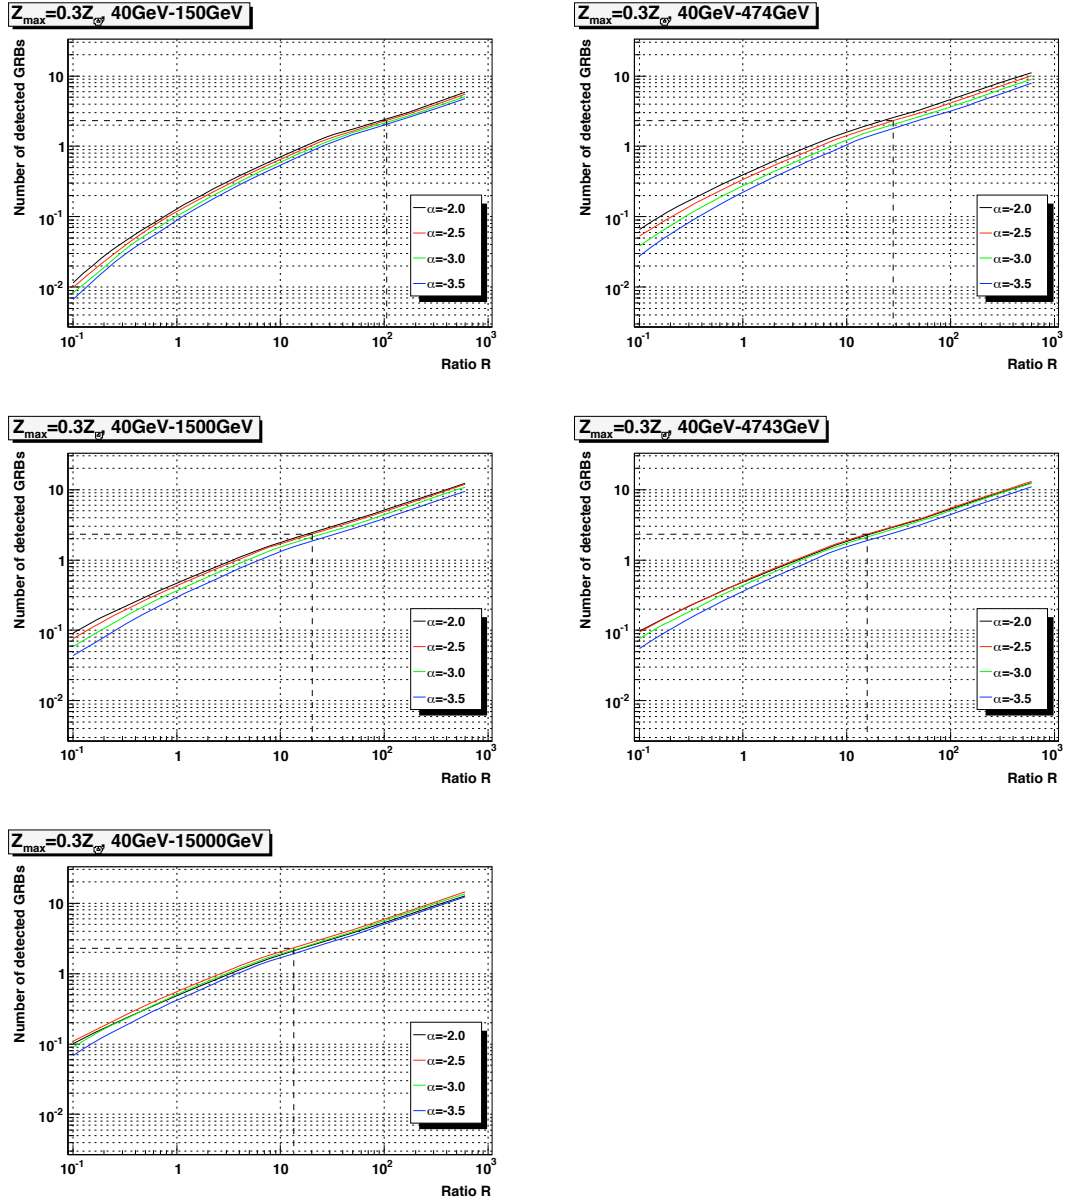 Z_max=0.3Z_⊙, 40GeV-150GeV
Number of detected GRBs
10
1
10^-1
10^-2
α=-2.0
α=-2.5
α=-3.0
α=-3.5
10^-1 1 10 10^2 10^3
Ratio R
Z_max=0.3Z_⊙, 40GeV-474GeV
Number of detected GRBs
10
1
10^-1
10^-2
α=-2.0
α=-2.5
α=-3.0
α=-3.5
10^-1 1 10 10^2 10^3
Ratio R
Z_max=0.3Z_⊙, 40GeV-1500GeV
Number of detected GRBs
10
1
10^-1
10^-2
α=-2.0
α=-2.5
α=-3.0
α=-3.5
10^-1 1 10 10^2 10^3
Ratio R
Z_max=0.3Z_⊙, 40GeV-4743GeV
Number of detected GRBs
10
1
10^-1
10^-2
α=-2.0
α=-2.5
α=-3.0
α=-3.5
10^-1 1 10 10^2 10^3
Ratio R
Z_max=0.3Z_⊙, 40GeV-15000GeV
Number of detected GRBs
10
1
10^-1
10^-2
α=-2.0
α=-2.5
α=-3.0
α=-3.5
10^-1 1 10 10^2 10^3
Ratio R